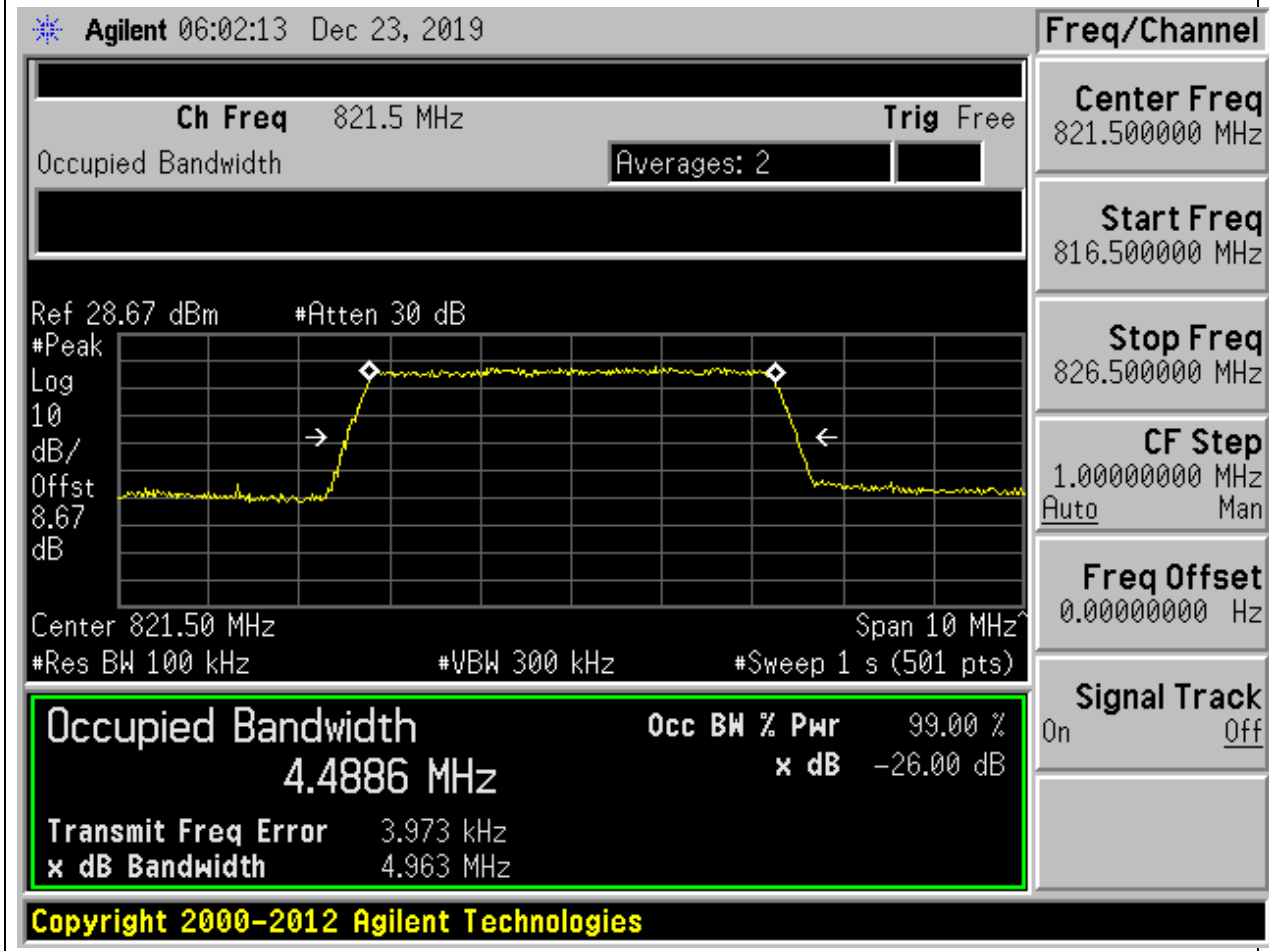 Agilent 06:02:13 Dec 23, 2019
Freq/Channel
Ch Freq 821.5 MHz Trig Free
Occupied Bandwidth Averages: 2
Center Freq
821.500000 MHz
Start Freq
816.500000 MHz
Stop Freq
826.500000 MHz
CF Step
1.00000000 MHz
Auto Man
Freq Offset
0.00000000 Hz
Signal Track
On Off
Ref 28.67 dBm #Atten 30 dB
#Peak
Log
10
dB/
Offst
8.67
dB
Center 821.50 MHz Span 10 MHz^
#Res BW 100 kHz #VBW 300 kHz #Sweep 1 s (501 pts)
Occupied Bandwidth Occ BW % Pwr 99.00 %
4.4886 MHz x dB -26.00 dB
Transmit Freq Error 3.973 kHz
x dB Bandwidth 4.963 MHz
Copyright 2000-2012 Agilent Technologies